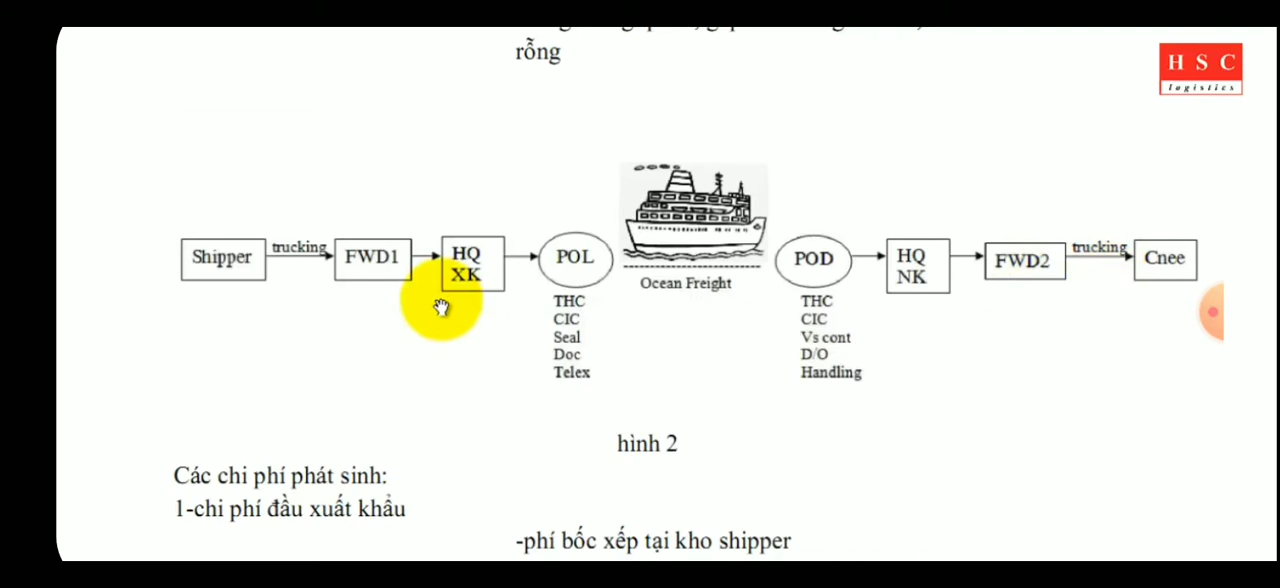 rỗng
H S C
logistics
Shipper
trucking
FWD1
HQ
XK
POL
Ocean Freight
POD
HQ
NK
FWD2
trucking
Cnee
THC
CIC
Seal
Doc
Telex
THC
CIC
Vs cont
D/O
Handling
hình 2
Các chi phí phát sinh:
1-chi phí đầu xuất khẩu
-phí bốc xếp tại kho shipper